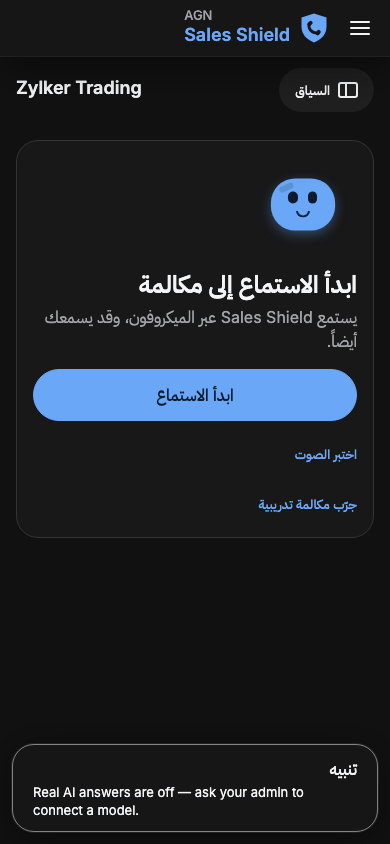 AGN
Sales Shield
السياق
Zylker Trading
ابدأ الاستماع إلى مكالمة
يستمع Sales Shield عبر الميكروفون، وقد يسمعك
أيضاً.
ابدأ الاستماع
اختبر الصوت
جرّب مكالمة تدريبية
تنبيه
Real AI answers are off — ask your admin to
connect a model.